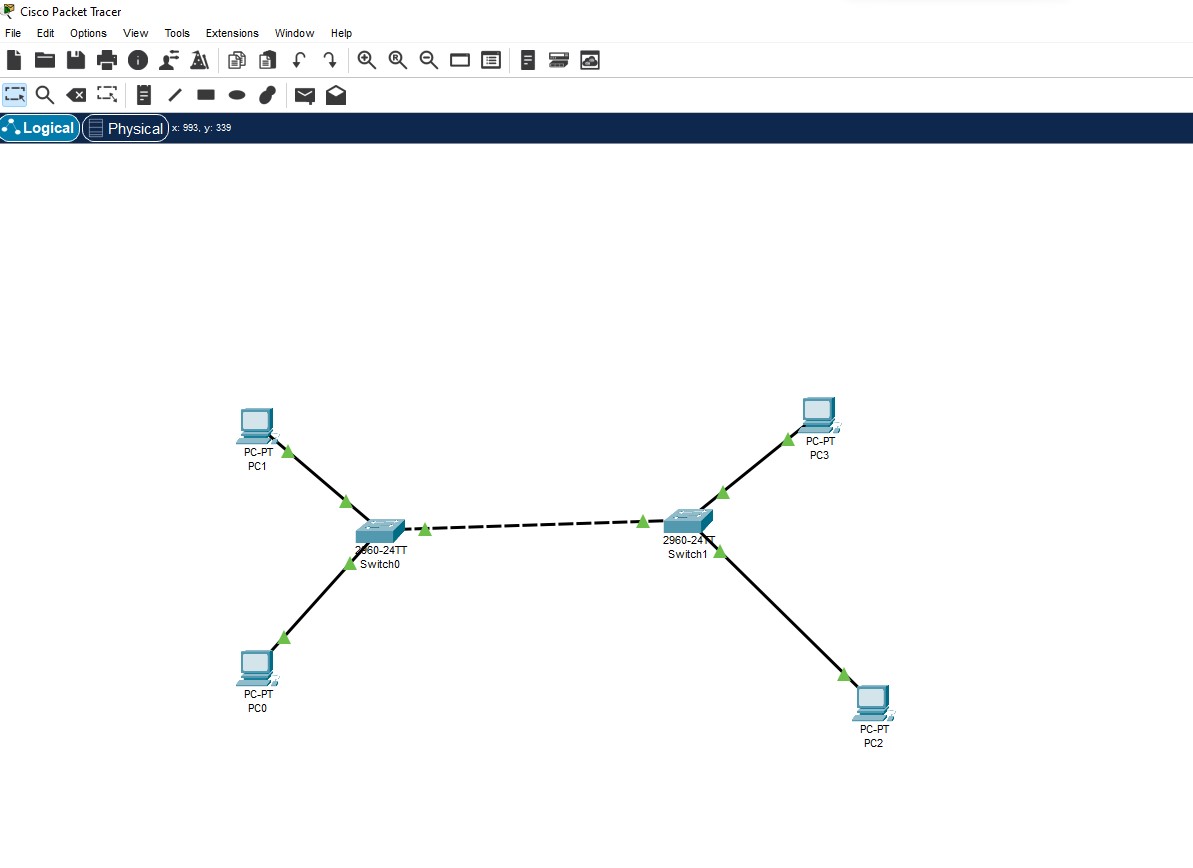 Cisco Packet Tracer
File Edit Options View Tools Extensions Window Help
Logical Physical x: 993, y: 339
PC-PT
PC3
PC-PT
PC1
2960-24TT
Switch1
2960-24TT
Switch0
PC-PT
PC0
PC-PT
PC2